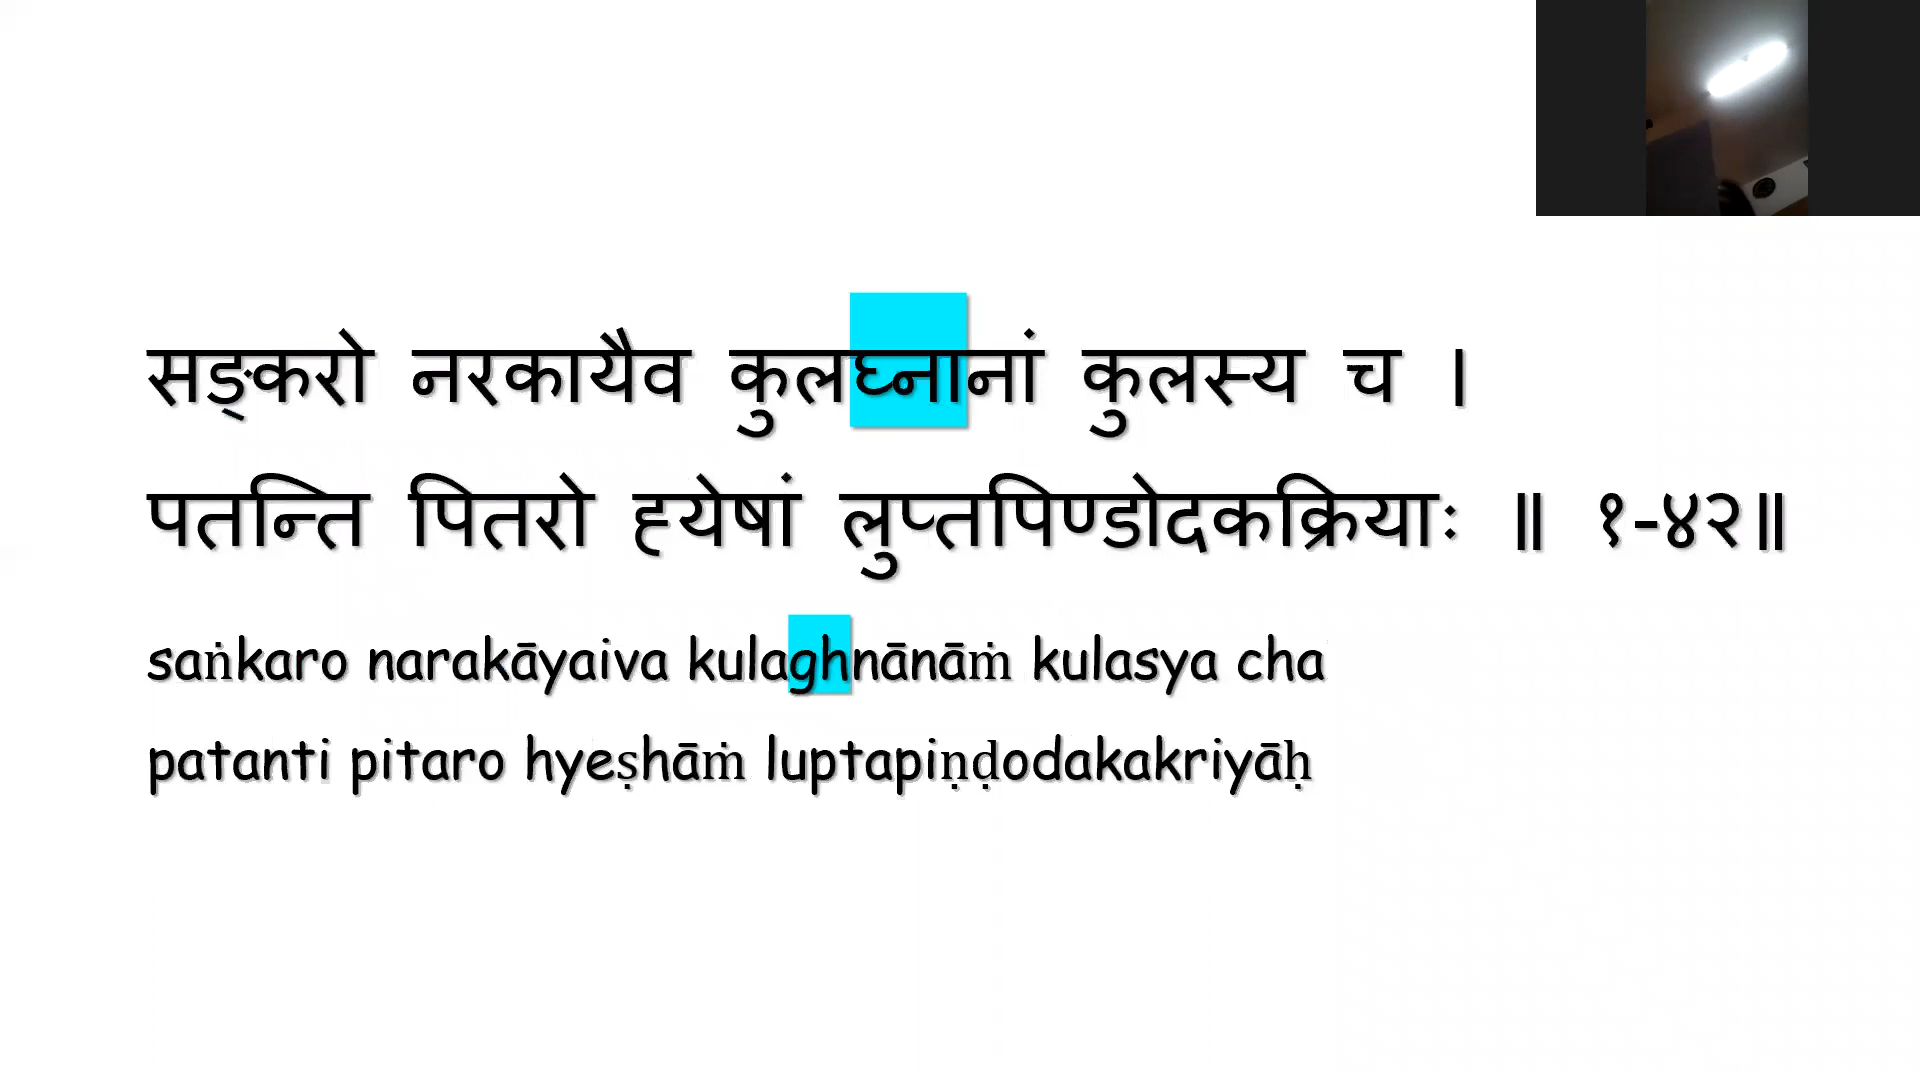 सङ्करो नरकायैव कुलघ्नानां कुलस्य च ।
पतन्ति पितरो ह्येषां लुप्तपिण्डोदकक्रियाः ॥ १-४२॥
saṅkaro narakāyaiva kulaghnānāṁ kulasya cha
patanti pitaro hyeṣhāṁ luptapiṇḍodakakriyāḥ